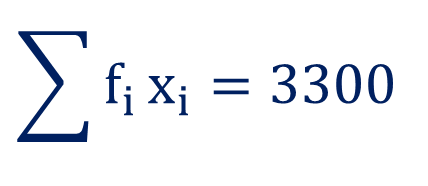 ∑ fᵢ xᵢ = 3300